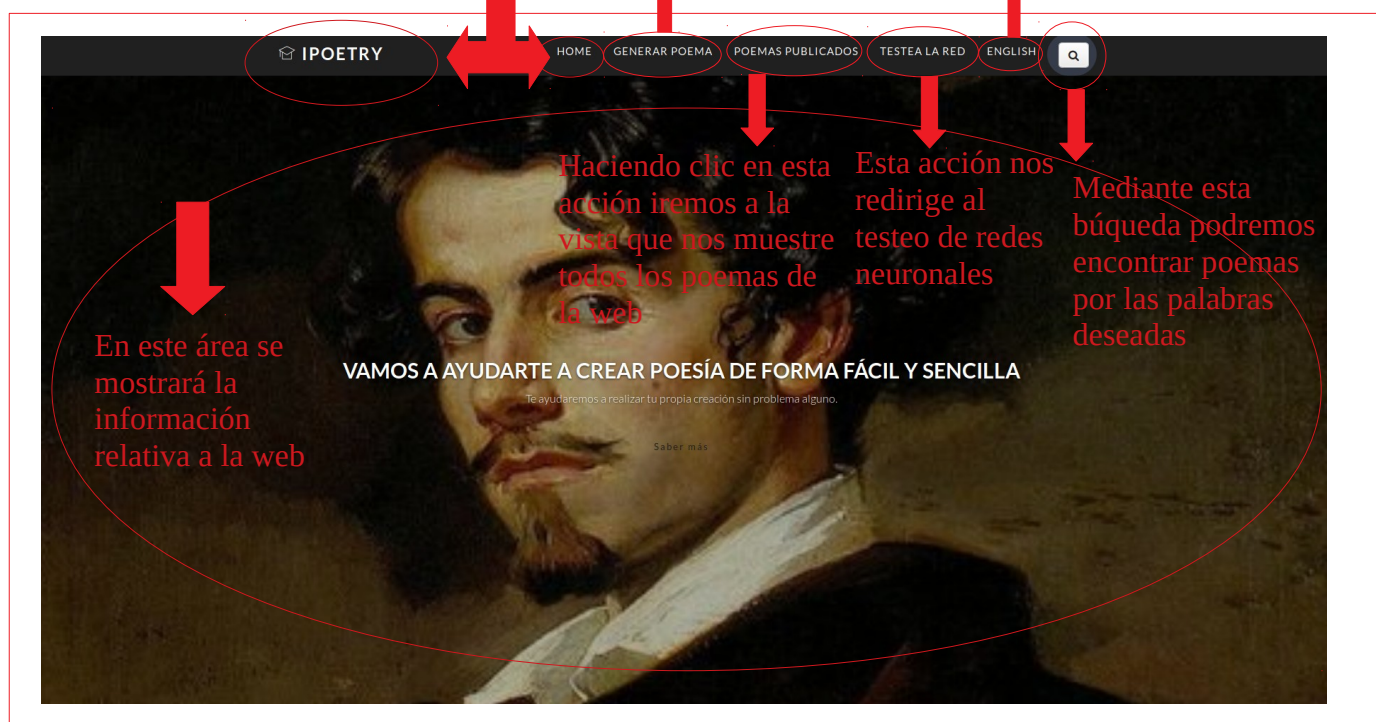 IPOETRY
HOME
GENERAR POEMA
POEMAS PUBLICADOS
TESTEA LA RED
ENGLISH
Haciendo clic en esta
acción iremos a la
vista que nos muestre
todos los poemas de
la web
Esta acción nos
redirige al
testeo de redes
neuronales
Mediante esta
búqueda podremos
encontrar poemas
por las palabras
deseadas
En este área se
mostrará la
información
relativa a la web
VAMOS A AYUDARTE A CREAR POESÍA DE FORMA FÁCIL Y SENCILLA
Te ayudaremos a realizar tu propia creación sin problema alguno.
Saber más